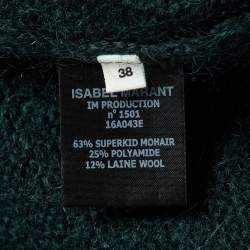 38
ISABEL MARANT
IM PRODUCTION
n° 1501
16A043E
63% SUPERKID MOHAIR
25% POLYAMIDE
12% LAINE WOOL